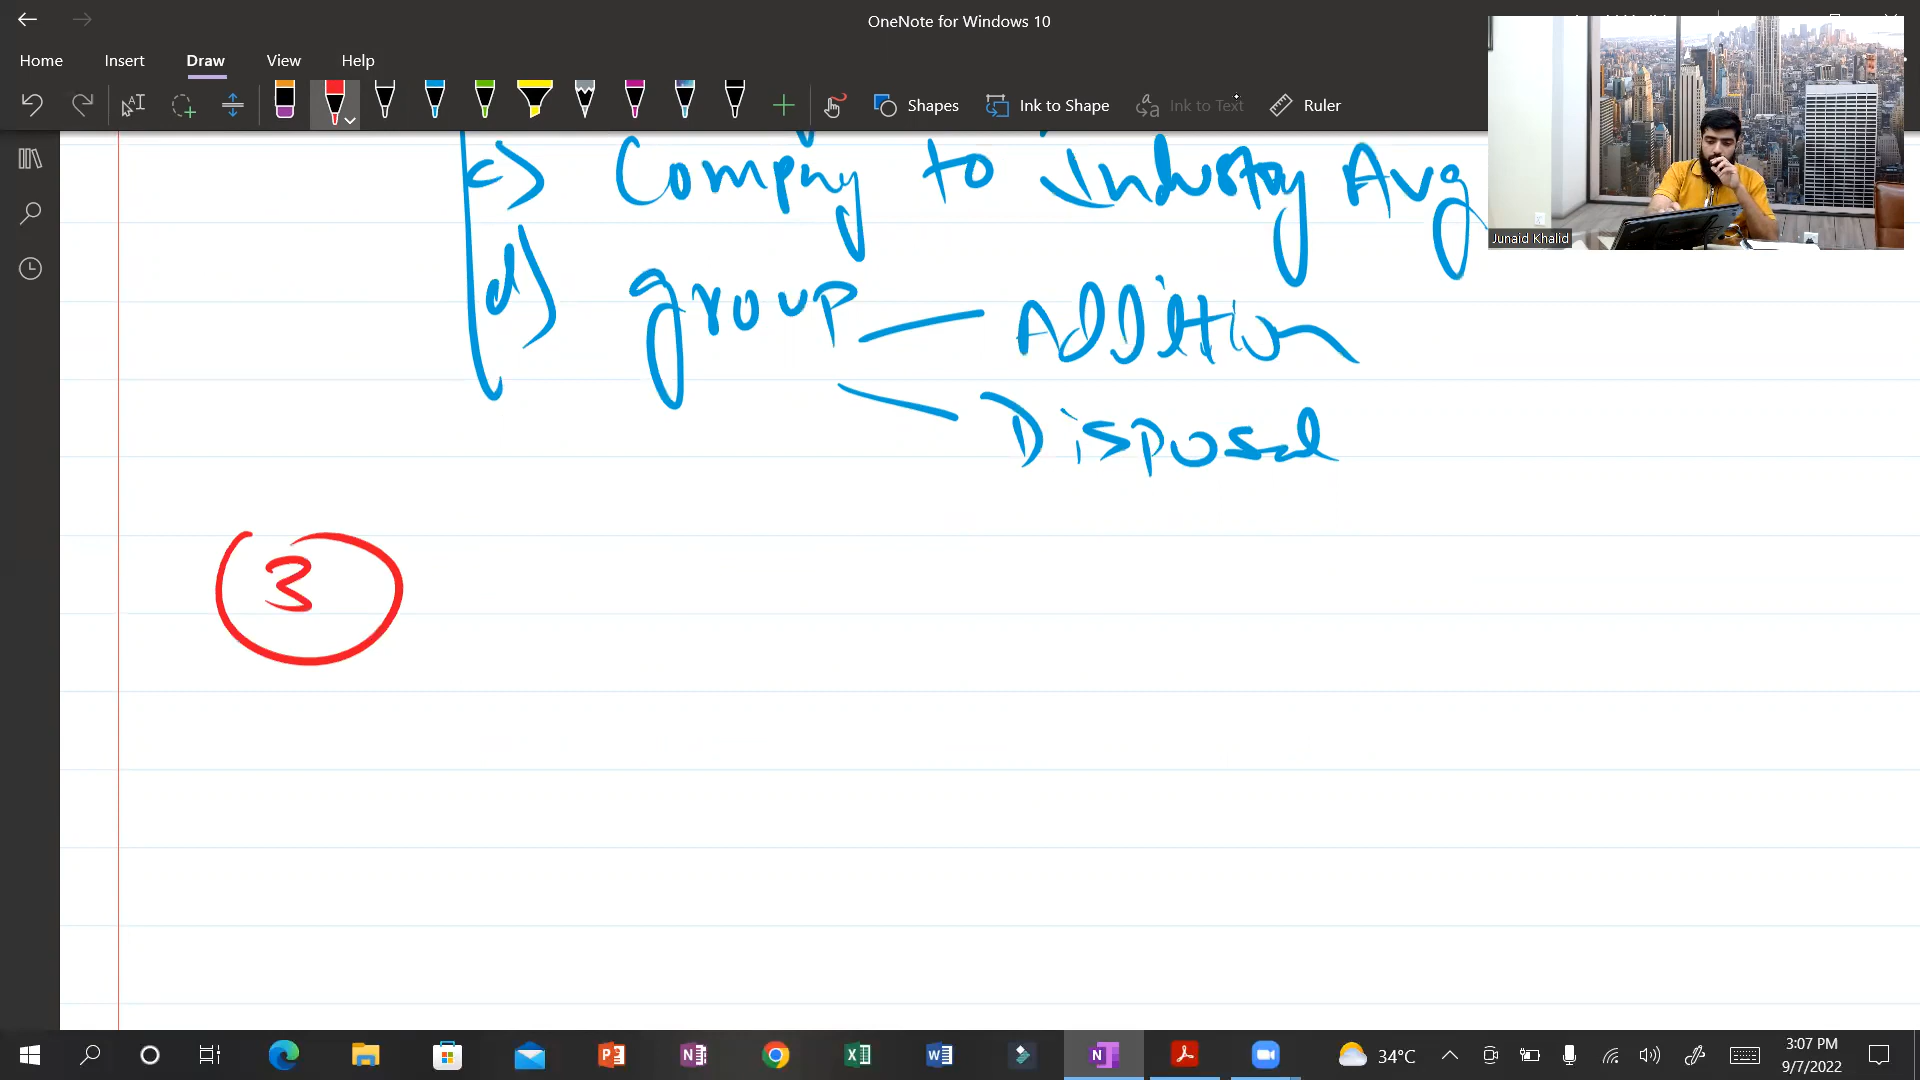 OneNote for Windows 10
Home Insert Draw View Help
Shapes Ink to Shape Ink to Text Ruler
Junaid Khalid
c) Compny to Industry Avg
d) group — Addition
— Disposal
3
34°C
3:07 PM
9/7/2022